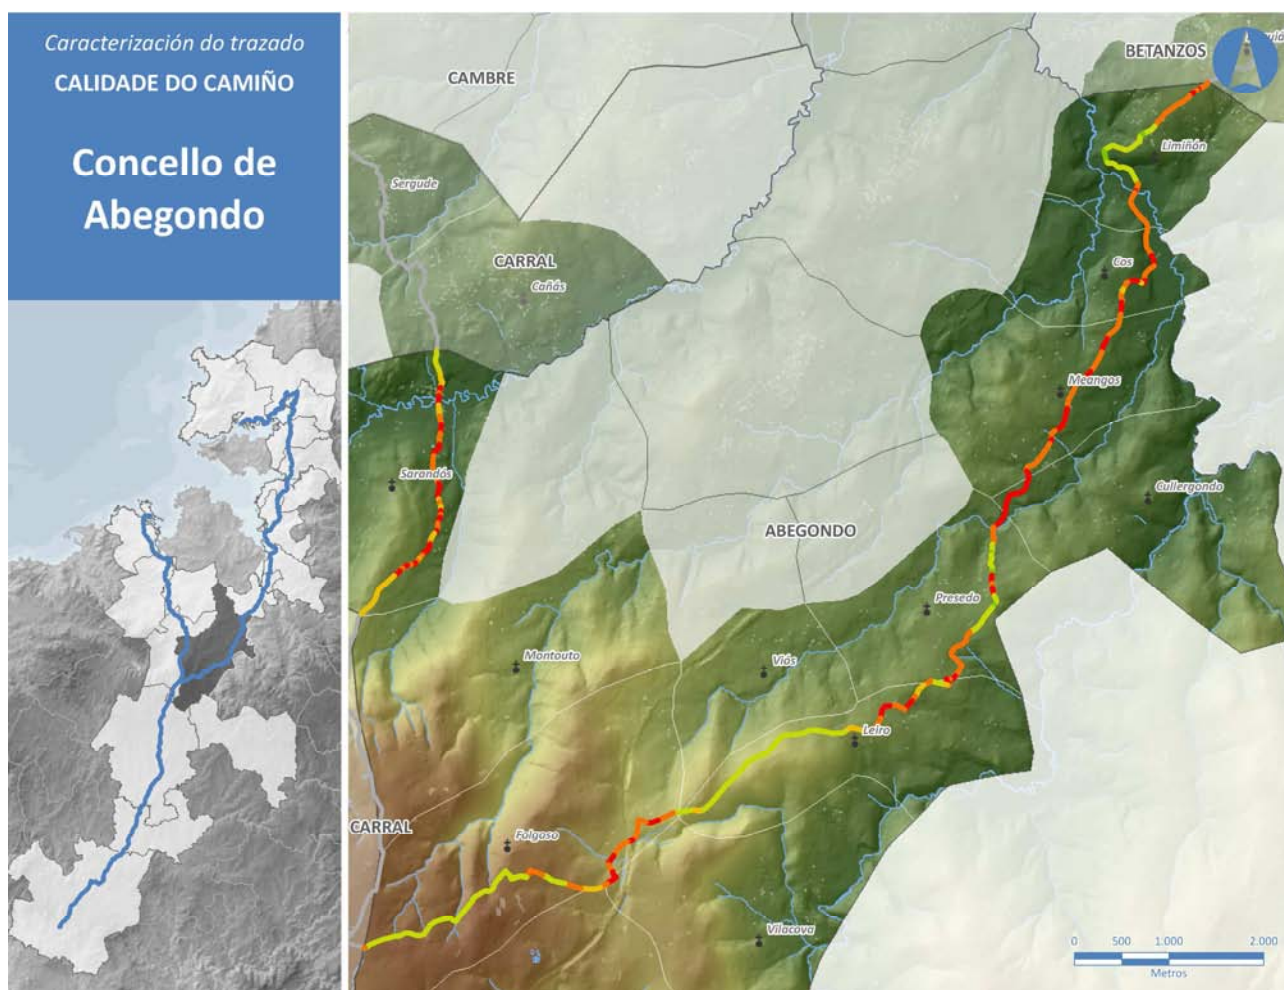 Caracterización do trazado
CALIDADE DO CAMIÑO
Concello de
Abegondo
BETANZOS
CAMBRE
Limiñón
Sergude
CARRAL
Cos
Cañás
Meangos
Sarandós
Cullergondo
ABEGONDO
Presedo
Montouto
Viós
Leiro
CARRAL
Folgoso
Vilacova
0 500 1.000 2.000
Metros